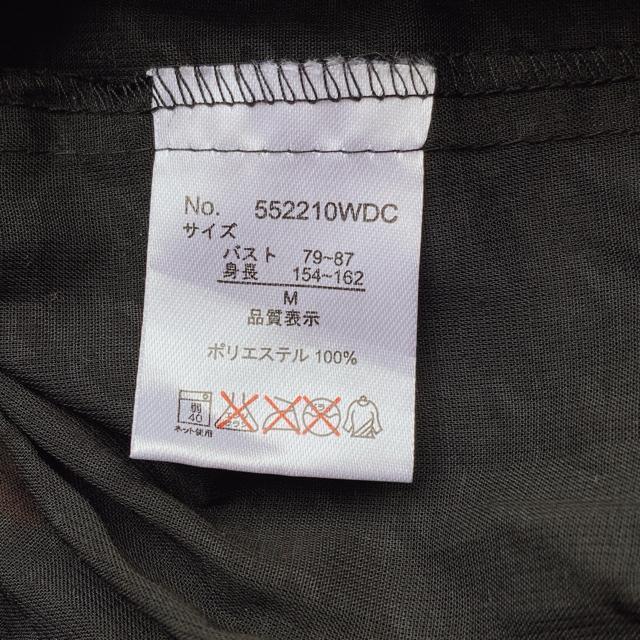 No. 552210WDC
サイズ
バスト 79~87
身長 154~162
M
品質表示
ポリエステル 100%
弱
40
ネット使用